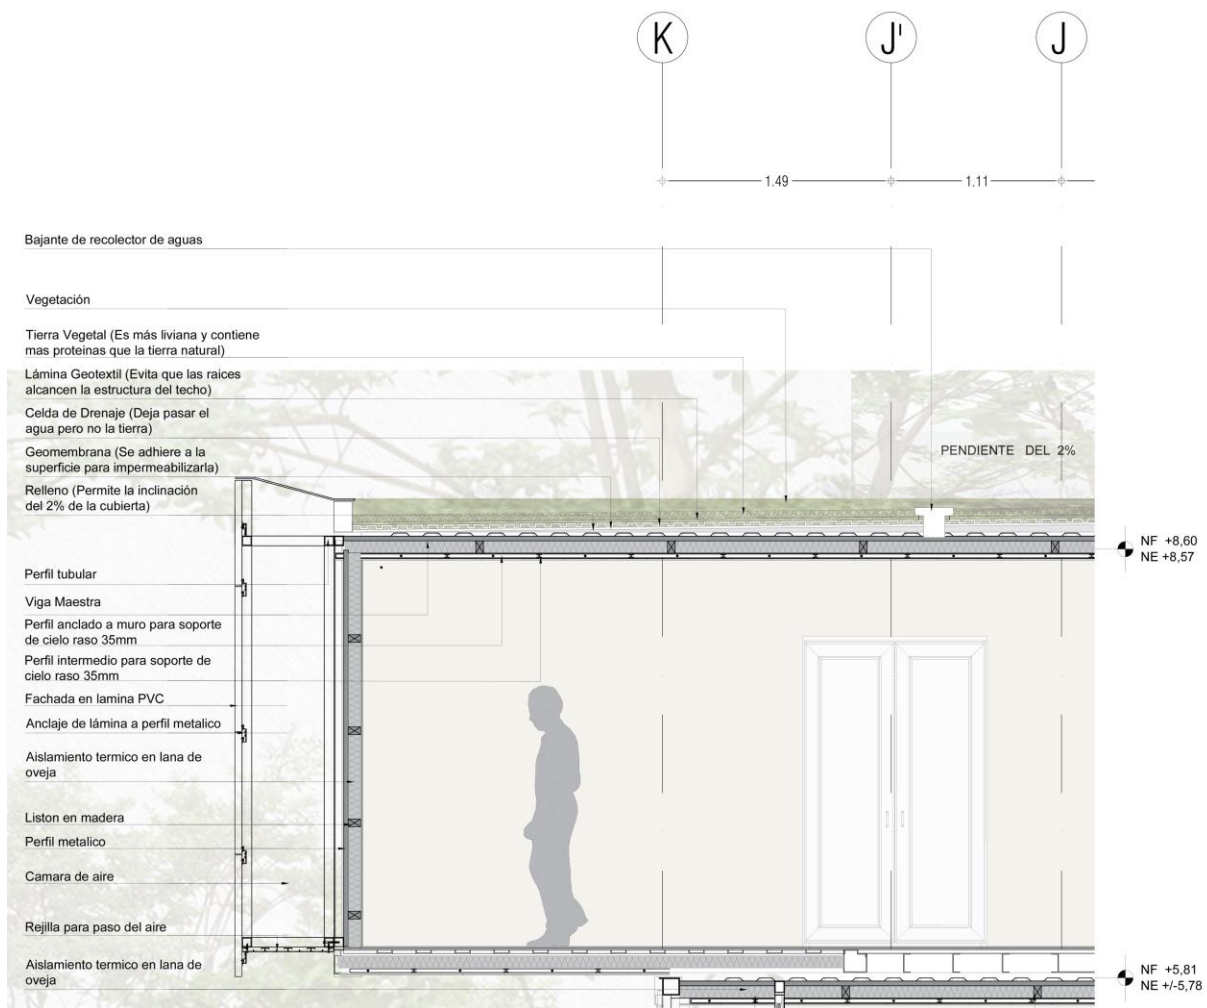 K
J'
J
1.49
1.11
Bajante de recolector de aguas
Vegetación
Tierra Vegetal (Es más liviana y contiene
mas proteinas que la tierra natural)
Lámina Geotextil (Evita que las raices
alcancen la estructura del techo)
Celda de Drenaje (Deja pasar el
agua pero no la tierra)
Geomembrana (Se adhiere a la
superficie para impermeabilizarla)
Relleno (Permite la inclinación
del 2% de la cubierta)
PENDIENTE DEL 2%
NF +8,60
NE +8,57
Perfil tubular
Viga Maestra
Perfil anclado a muro para soporte
de cielo raso 35mm
Perfil intermedio para soporte de
cielo raso 35mm
Fachada en lamina PVC
Anclaje de lámina a perfil metalico
Aislamiento termico en lana de
oveja
Liston en madera
Perfil metalico
Camara de aire
Rejilla para paso del aire
Aislamiento termico en lana de
oveja
NF +5,81
NE +/-5,78